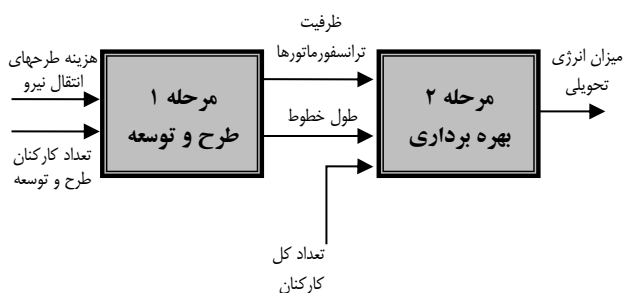 هزینه طرحهای
انتقال نیرو
تعداد کارکنان
طرح و توسعه
مرحله ۱
طرح و توسعه
ظرفیت
ترانسفورماتورها
طول خطوط
تعداد کل
کارکنان
مرحله ۲
بهره برداری
میزان انرژی
تحویلی